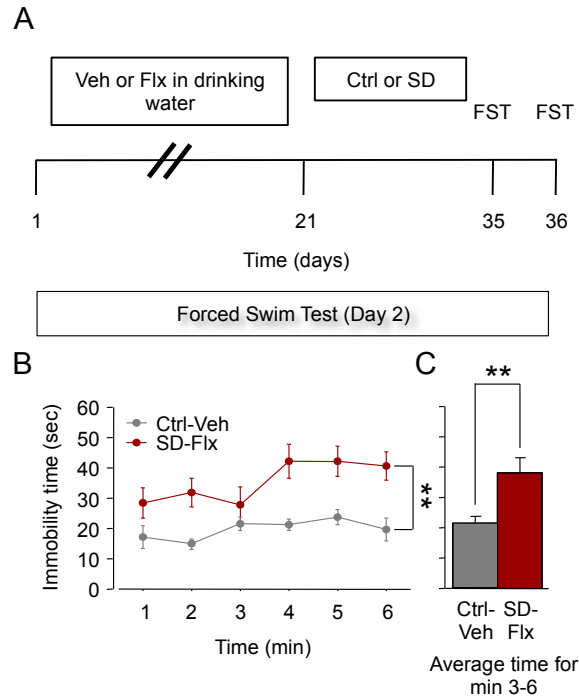 A
Veh or Flx in drinking
water
Ctrl or SD
FST
FST
1
21
35
36
Time (days)
Forced Swim Test (Day 2)
B
C
Immobility time (sec)
60
50
40
30
20
10
0
Ctrl-Veh
SD-Flx
**
1
2
3
4
5
6
Time (min)
**
Ctrl-
Veh
SD-
Flx
Average time for
min 3-6